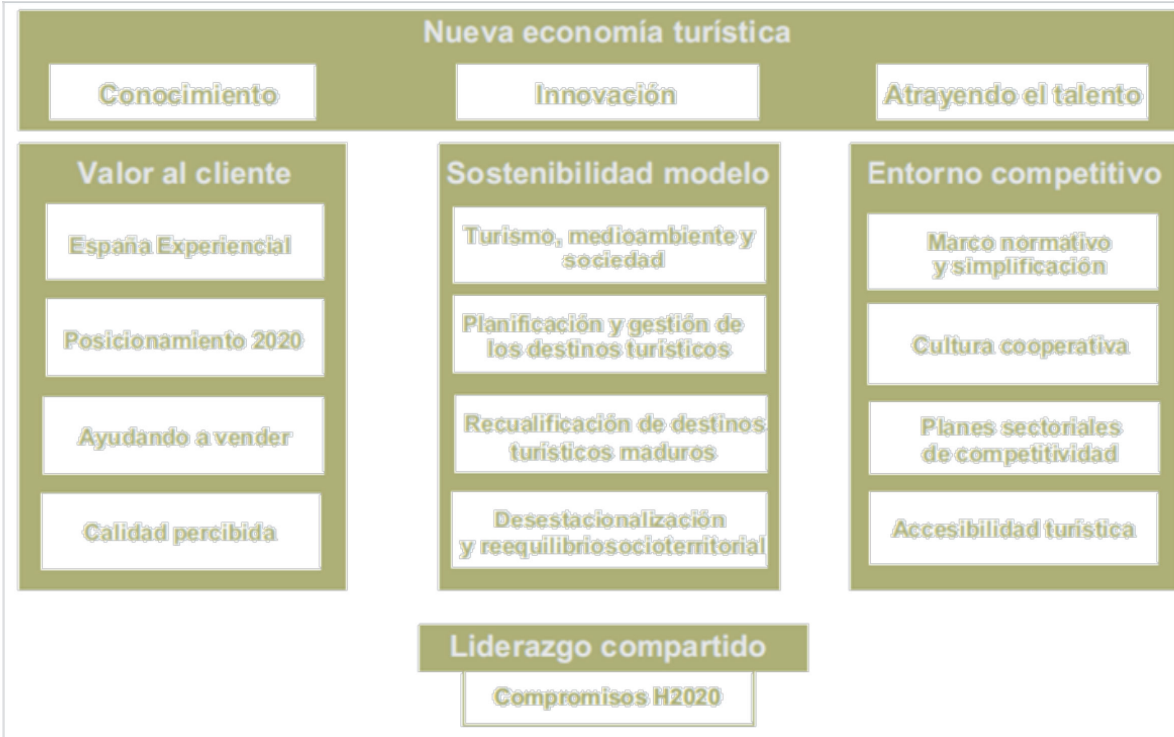 Nueva economía turística
Conocimiento
Innovación
Atrayendo el talento
Valor al cliente
España Experiencial
Posicionamiento 2020
Ayudando a vender
Calidad percibida
Sostenibilidad modelo
Turismo, medioambiente y
sociedad
Planificación y gestión de
los destinos turísticos
Recualificación de destinos
turísticos maduros
Desestacionalización
y reequilibriosocioterritorial
Entorno competitivo
Marco normativo
y simplificación
Cultura cooperativa
Planes sectoriales
de competitividad
Accesibilidad turística
Liderazgo compartido
Compromisos H2020